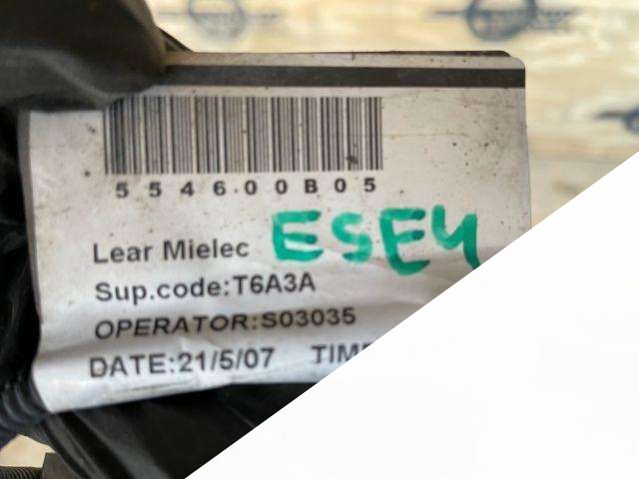 554600B05
Lear Mielec ESE4
Sup.code:T6A3A
OPERATOR:S03035
DATE:21/5/07